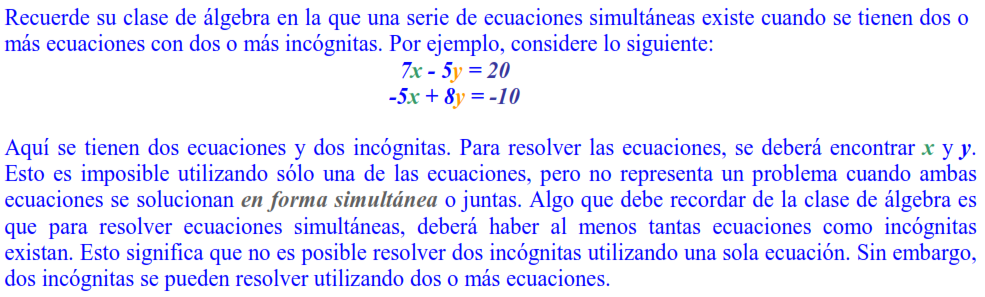 Recuerde su clase de álgebra en la que una serie de ecuaciones simultáneas existe cuando se tienen dos o
más ecuaciones con dos o más incógnitas. Por ejemplo, considere lo siguiente:
7x - 5y = 20
-5x + 8y = -10
Aquí se tienen dos ecuaciones y dos incógnitas. Para resolver las ecuaciones, se deberá encontrar x y y.
Esto es imposible utilizando sólo una de las ecuaciones, pero no representa un problema cuando ambas
ecuaciones se solucionan en forma simultánea o juntas. Algo que debe recordar de la clase de álgebra es
que para resolver ecuaciones simultáneas, deberá haber al menos tantas ecuaciones como incógnitas
existan. Esto significa que no es posible resolver dos incógnitas utilizando una sola ecuación. Sin embargo,
dos incógnitas se pueden resolver utilizando dos o más ecuaciones.